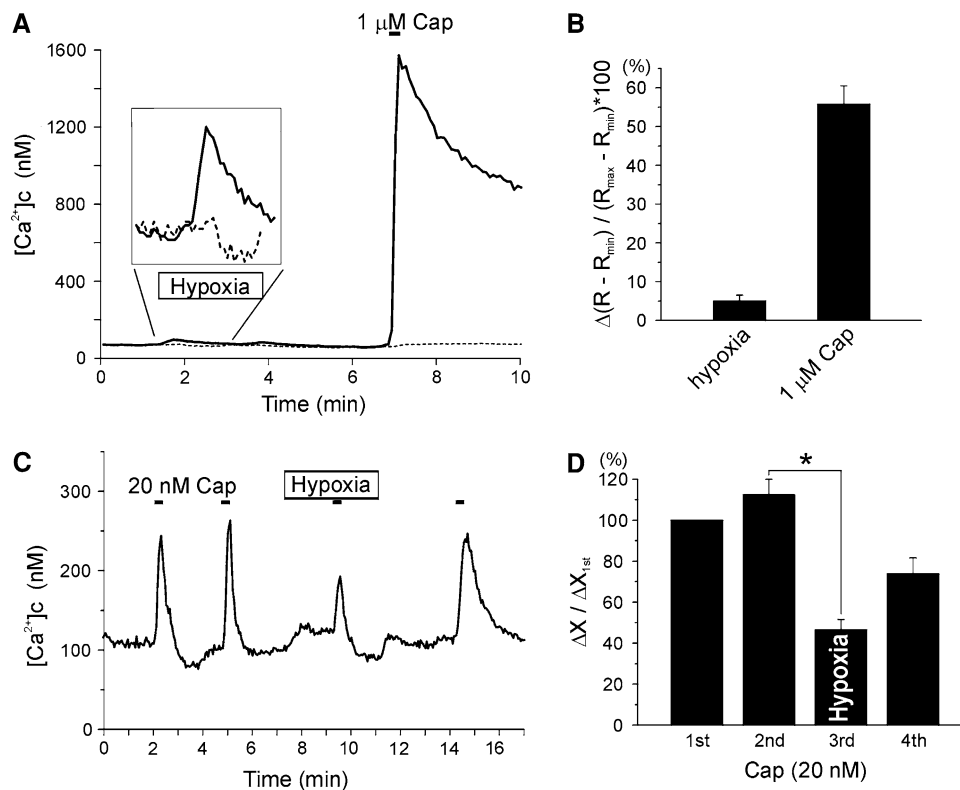 A
1 µM Cap
1600
1200
800
400
0
[Ca²⁺]c (nM)
Hypoxia
0 2 4 6 8 10
Time (min)
B
(%)
60
50
40
30
20
10
0
Δ(R - Rmin) / (Rmax - Rmin)*100
hypoxia
1 µM Cap
C
300
200
100
0
[Ca²⁺]c (nM)
20 nM Cap
Hypoxia
0 2 4 6 8 10 12 14 16
Time (min)
D
(%)
*
120
100
80
60
40
20
0
ΔX / ΔX1st
Hypoxia
1st 2nd 3rd 4th
Cap (20 nM)